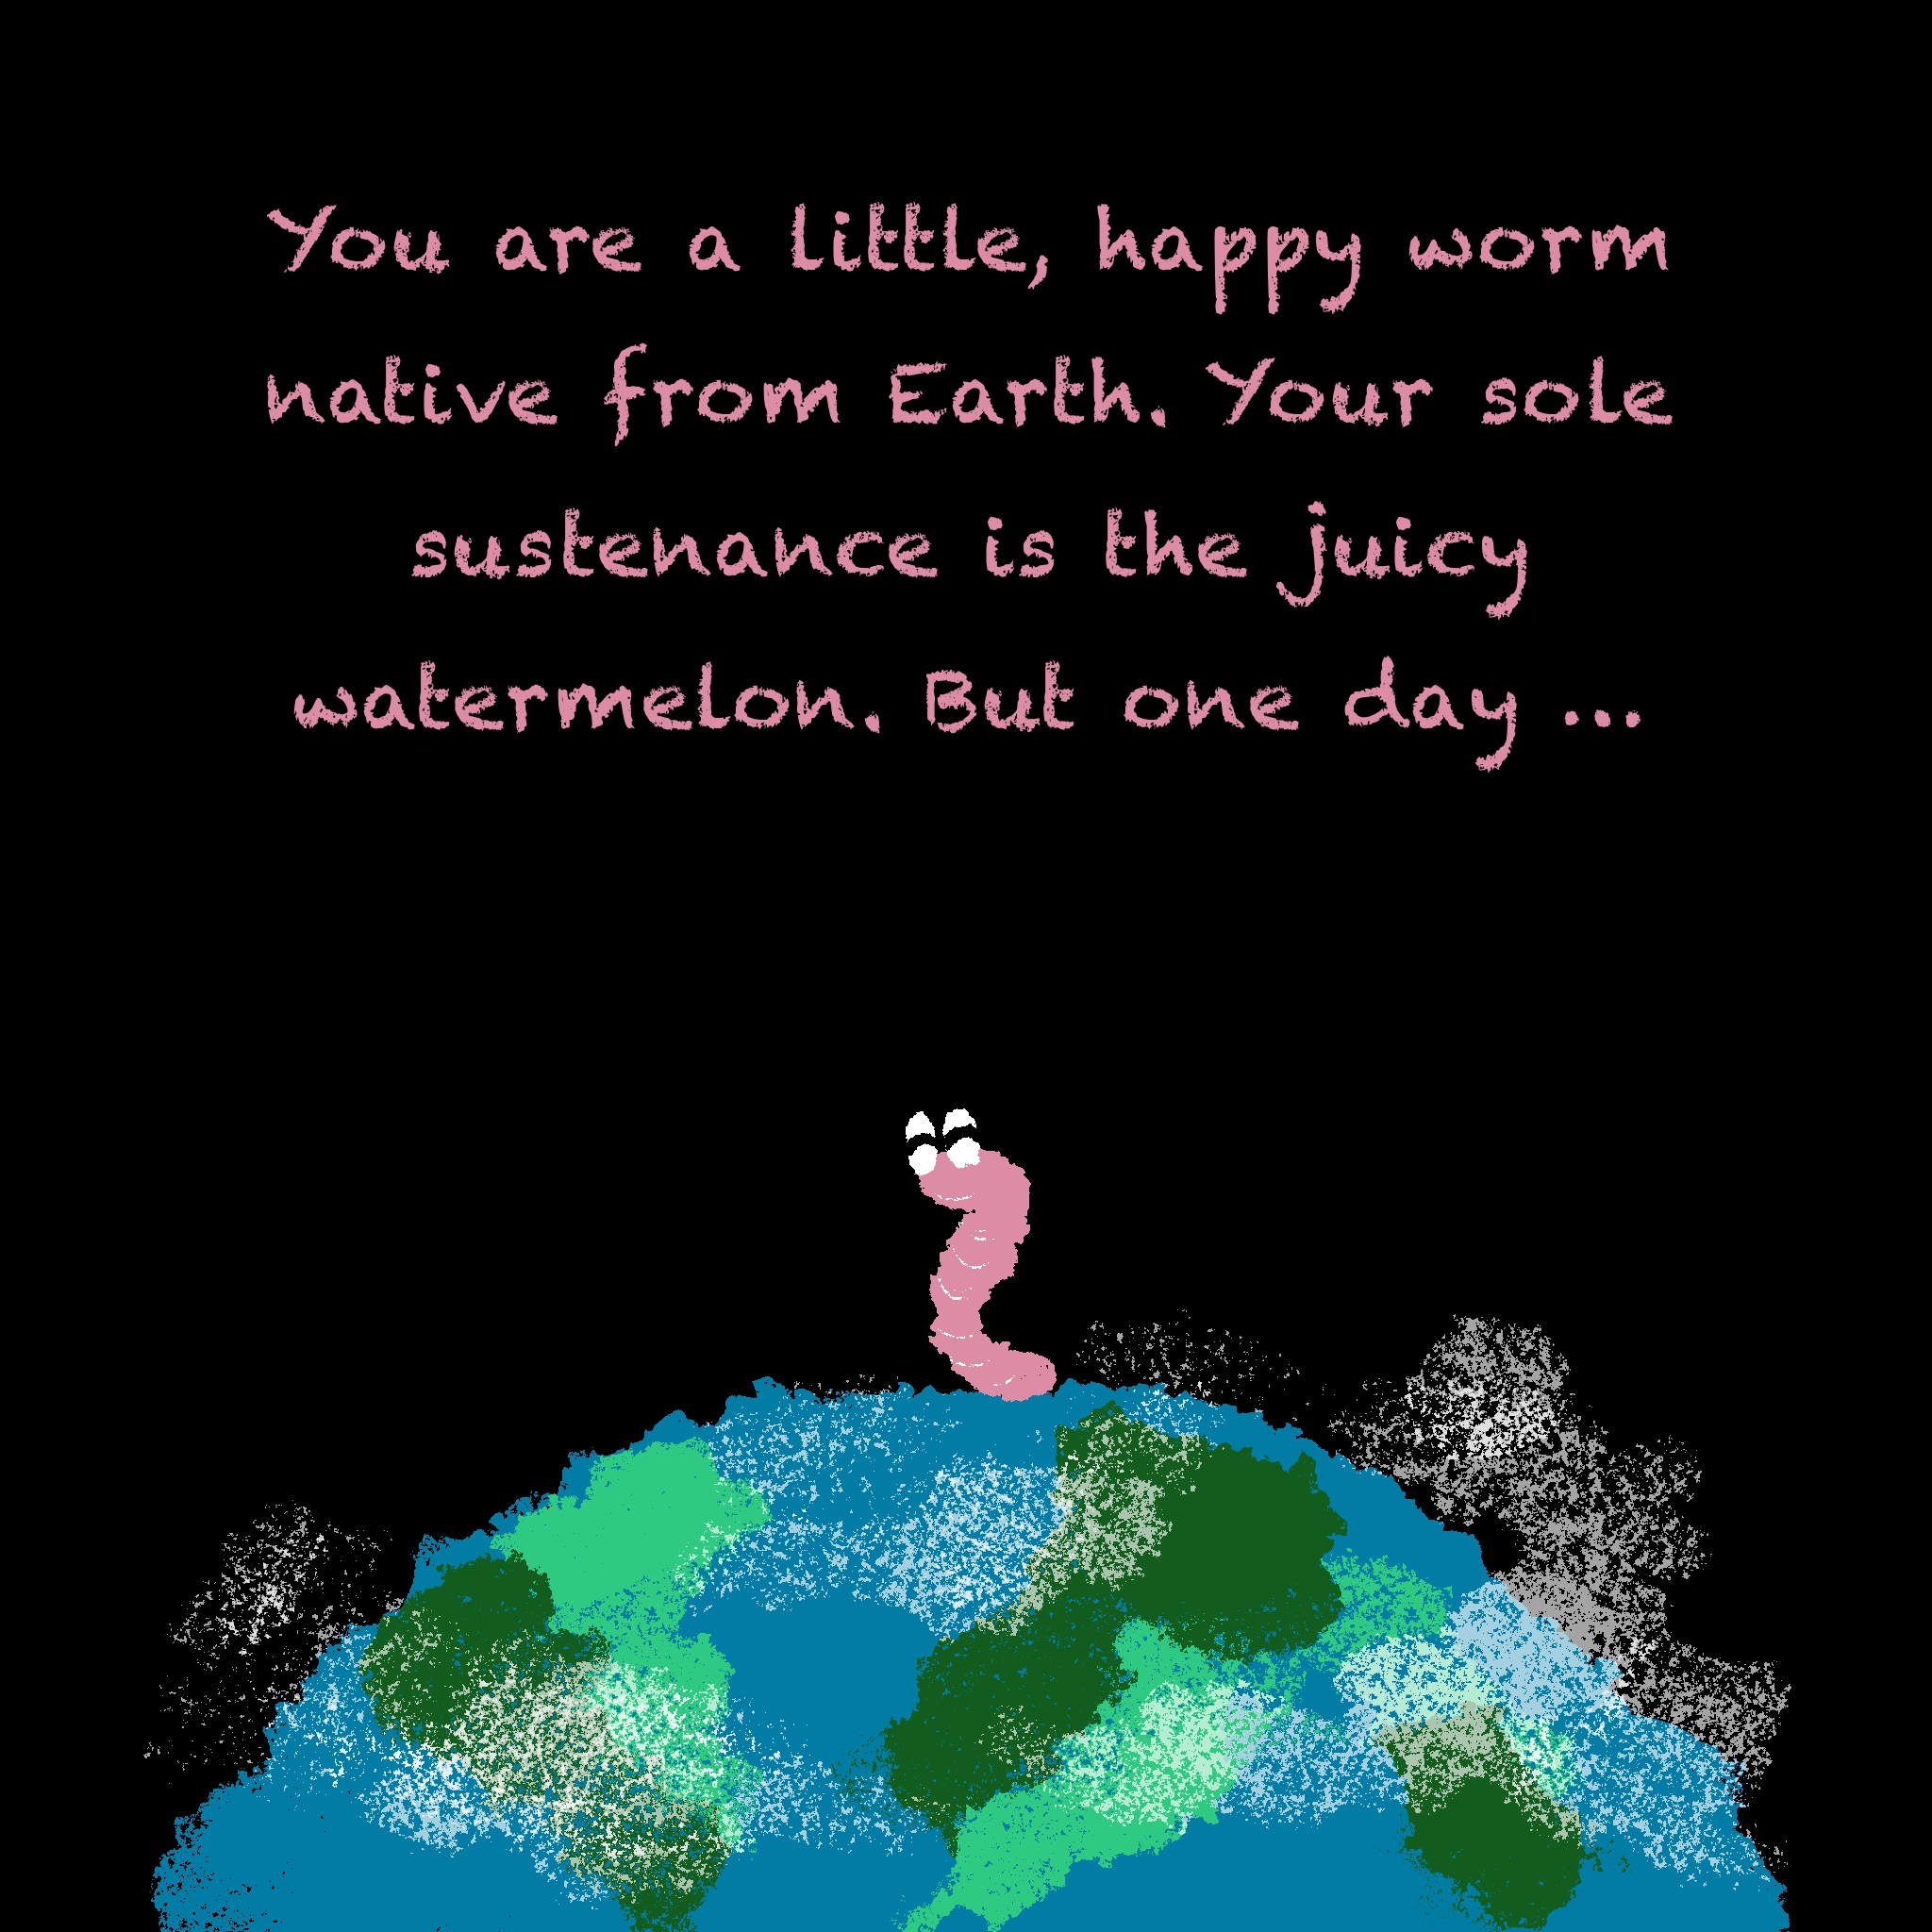 You are a little, happy worm
native from Earth. Your sole
sustenance is the juicy
watermelon. But one day ...